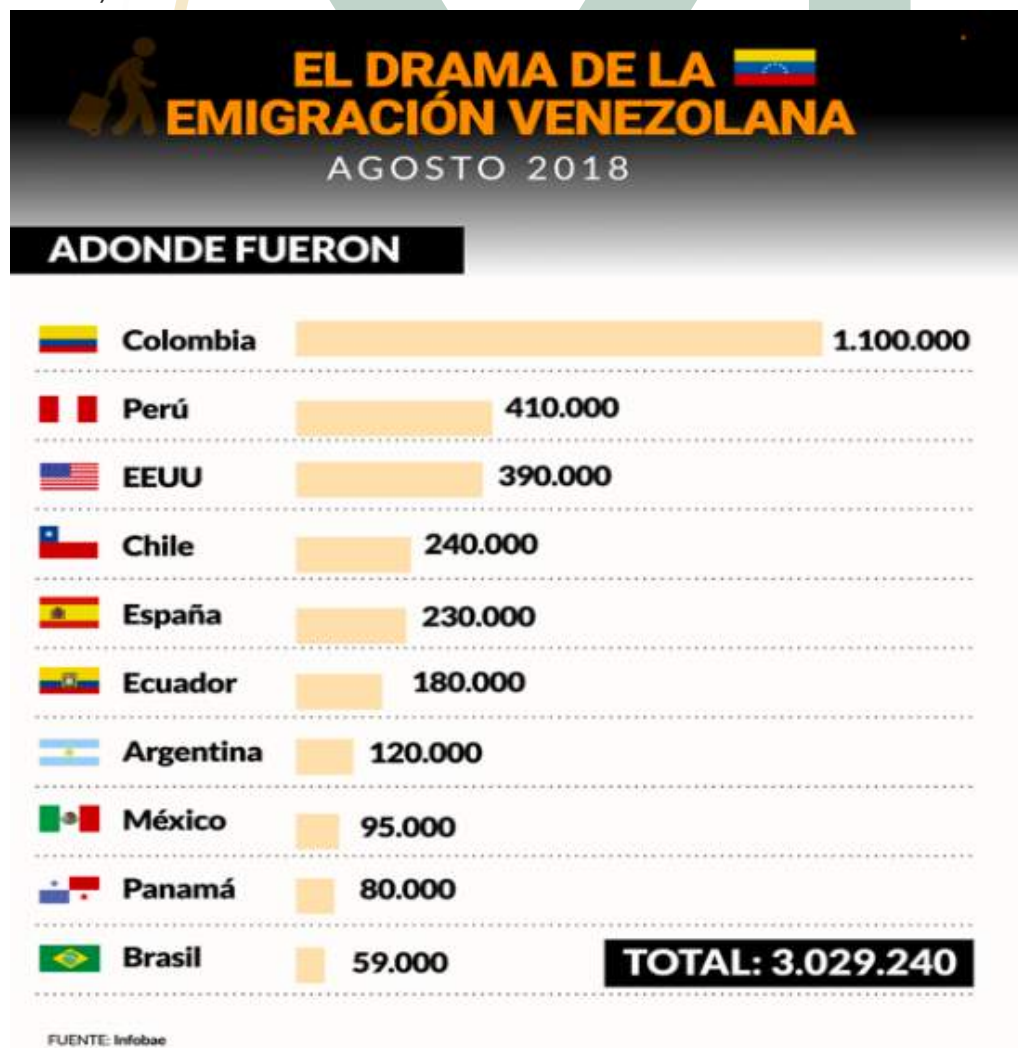 EL DRAMA DE LA
EMIGRACIÓN VENEZOLANA
AGOSTO 2018
ADONDE FUERON
Colombia 1.100.000
Perú 410.000
EEUU 390.000
Chile 240.000
España 230.000
Ecuador 180.000
Argentina 120.000
México 95.000
Panamá 80.000
Brasil 59.000
TOTAL: 3.029.240
FUENTE: Infobae